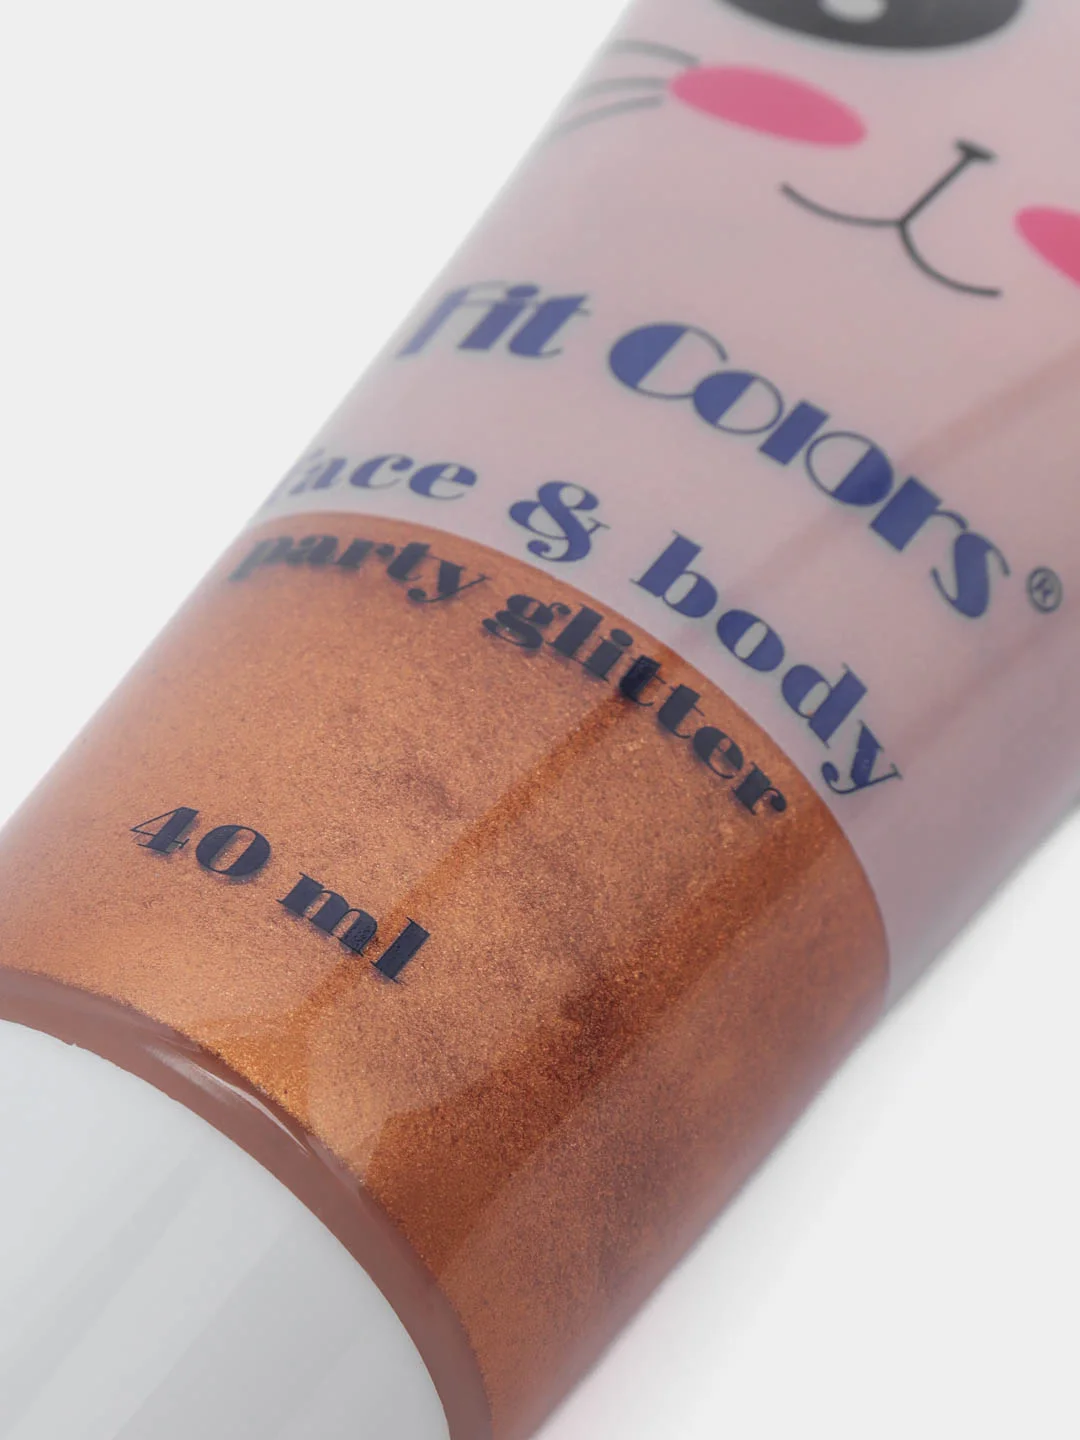 fit Colors®
face & body
party glitter
40 ml